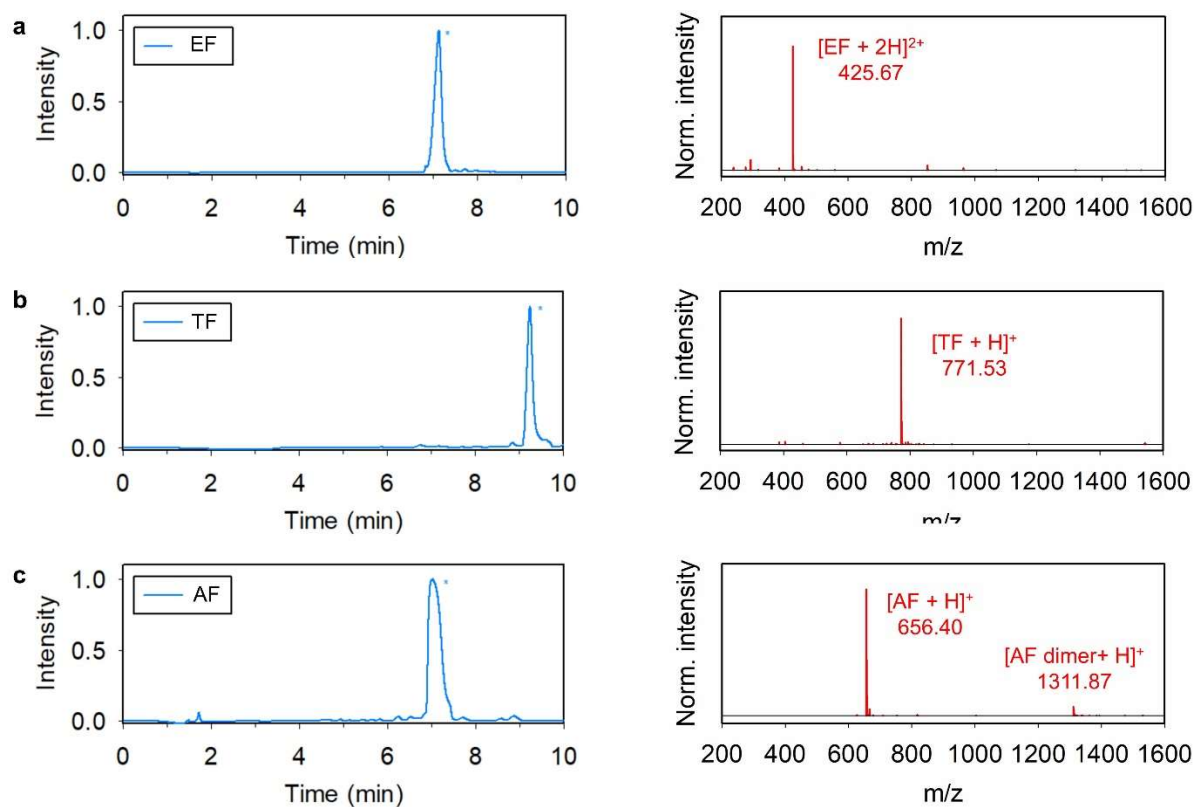 a
Intensity
1.0
0.5
0.0
EF
*
0 2 4 6 8 10
Time (min)
Norm. intensity
[EF + 2H]²⁺
425.67
200 400 600 800 1000 1200 1400 1600
m/z
b
Intensity
1.0
0.5
0.0
TF
*
0 2 4 6 8 10
Time (min)
Norm. intensity
[TF + H]⁺
771.53
200 400 600 800 1000 1200 1400 1600
m/z
c
Intensity
1.0
0.5
0.0
AF
*
0 2 4 6 8 10
Time (min)
Norm. intensity
[AF + H]⁺
656.40
[AF dimer+ H]⁺
1311.87
200 400 600 800 1000 1200 1400 1600
m/z